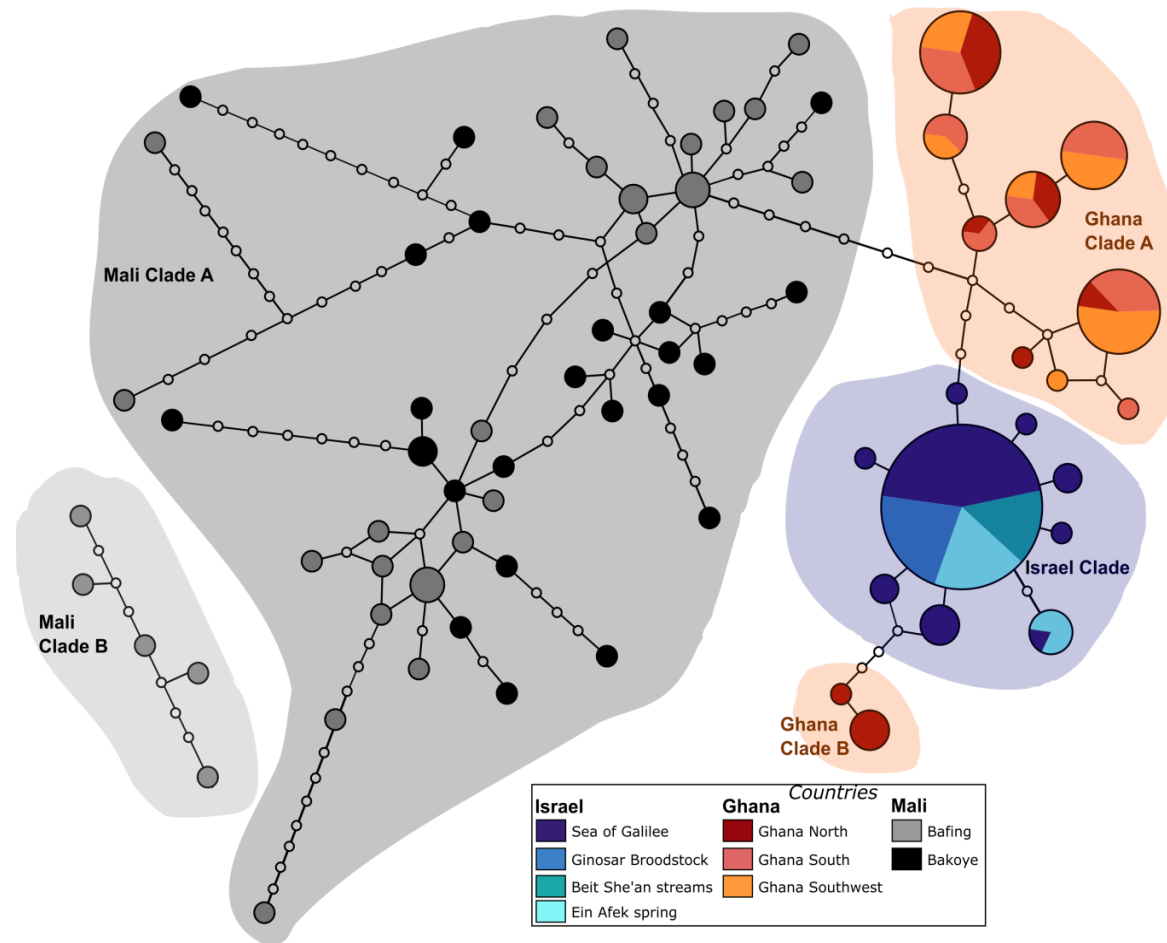 Ghana
Clade A
Mali Clade A
Israel Clade
Mali
Clade B
Ghana
Clade B
Countries
Israel
Sea of Galilee
Ginosar Broodstock
Beit She'an streams
Ein Afek spring
Ghana
Ghana North
Ghana South
Ghana Southwest
Mali
Bafing
Bakoye